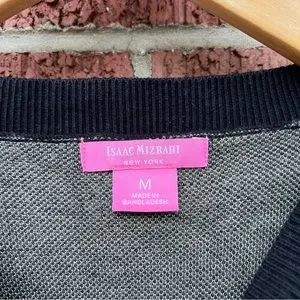 ISAAC MIZRAHI
NEW YORK
M
MADE IN
BANGLADESH